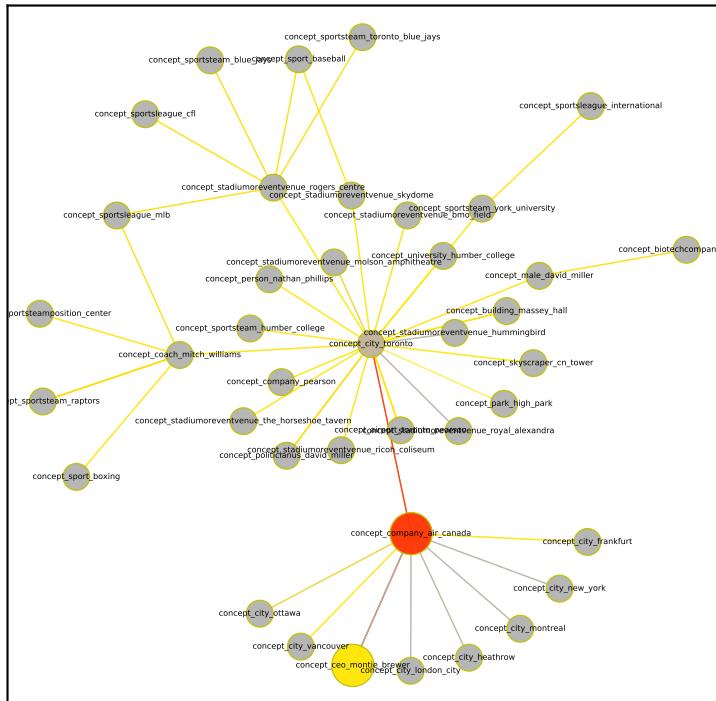 concept_sportsteam_toronto_blue_jays
concept_sportsteam_blue_jays
concept_sport_baseball
concept_sportsleague_international
concept_sportsleague_cfl
concept_stadiumoreventvenue_rogers_centre
concept_stadiumoreventvenue_skydome
concept_sportsteam_york_university
concept_stadiumoreventvenue_bmo_field
concept_sportsleague_mlb
concept_university_humber_college
concept_biotechcompan
concept_stadiumoreventvenue_molson_amphitheatre
concept_person_nathan_phillips
concept_male_david_miller
concept_building_massey_hall
portsteamposition_center
concept_sportsteam_humber_college
concept_stadiumoreventvenue_hummingbird
concept_city_toronto
concept_coach_mitch_williams
concept_skyscraper_cn_tower
concept_company_pearson
pt_sportsteam_raptors
concept_park_high_park
concept_stadiumoreventvenue_the_horseshoe_tavern
concept_stadiumoreventvenue_royal_alexandra
concept_stadiumoreventvenue_ricoh_coliseum
concept_politicianus_david_miller
concept_sport_boxing
concept_company_air_canada
concept_city_frankfurt
concept_city_new_york
concept_city_ottawa
concept_city_montreal
concept_city_vancouver
concept_city_heathrow
concept_ceo_montie_brewer
concept_city_london_city